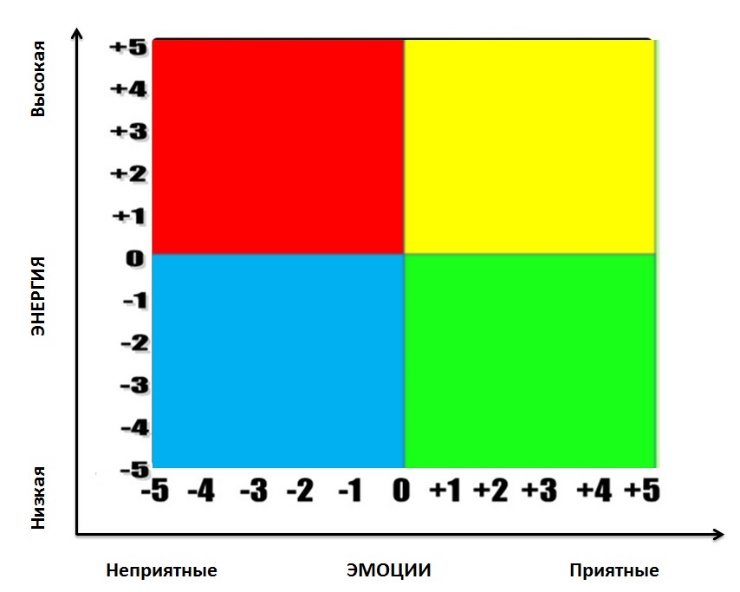 Высокая
ЭНЕРГИЯ
Низкая
+5
+4
+3
+2
+1
0
-1
-2
-3
-4
-5
-5 -4 -3 -2 -1 0 +1 +2 +3 +4 +5
Неприятные ЭМОЦИИ Приятные